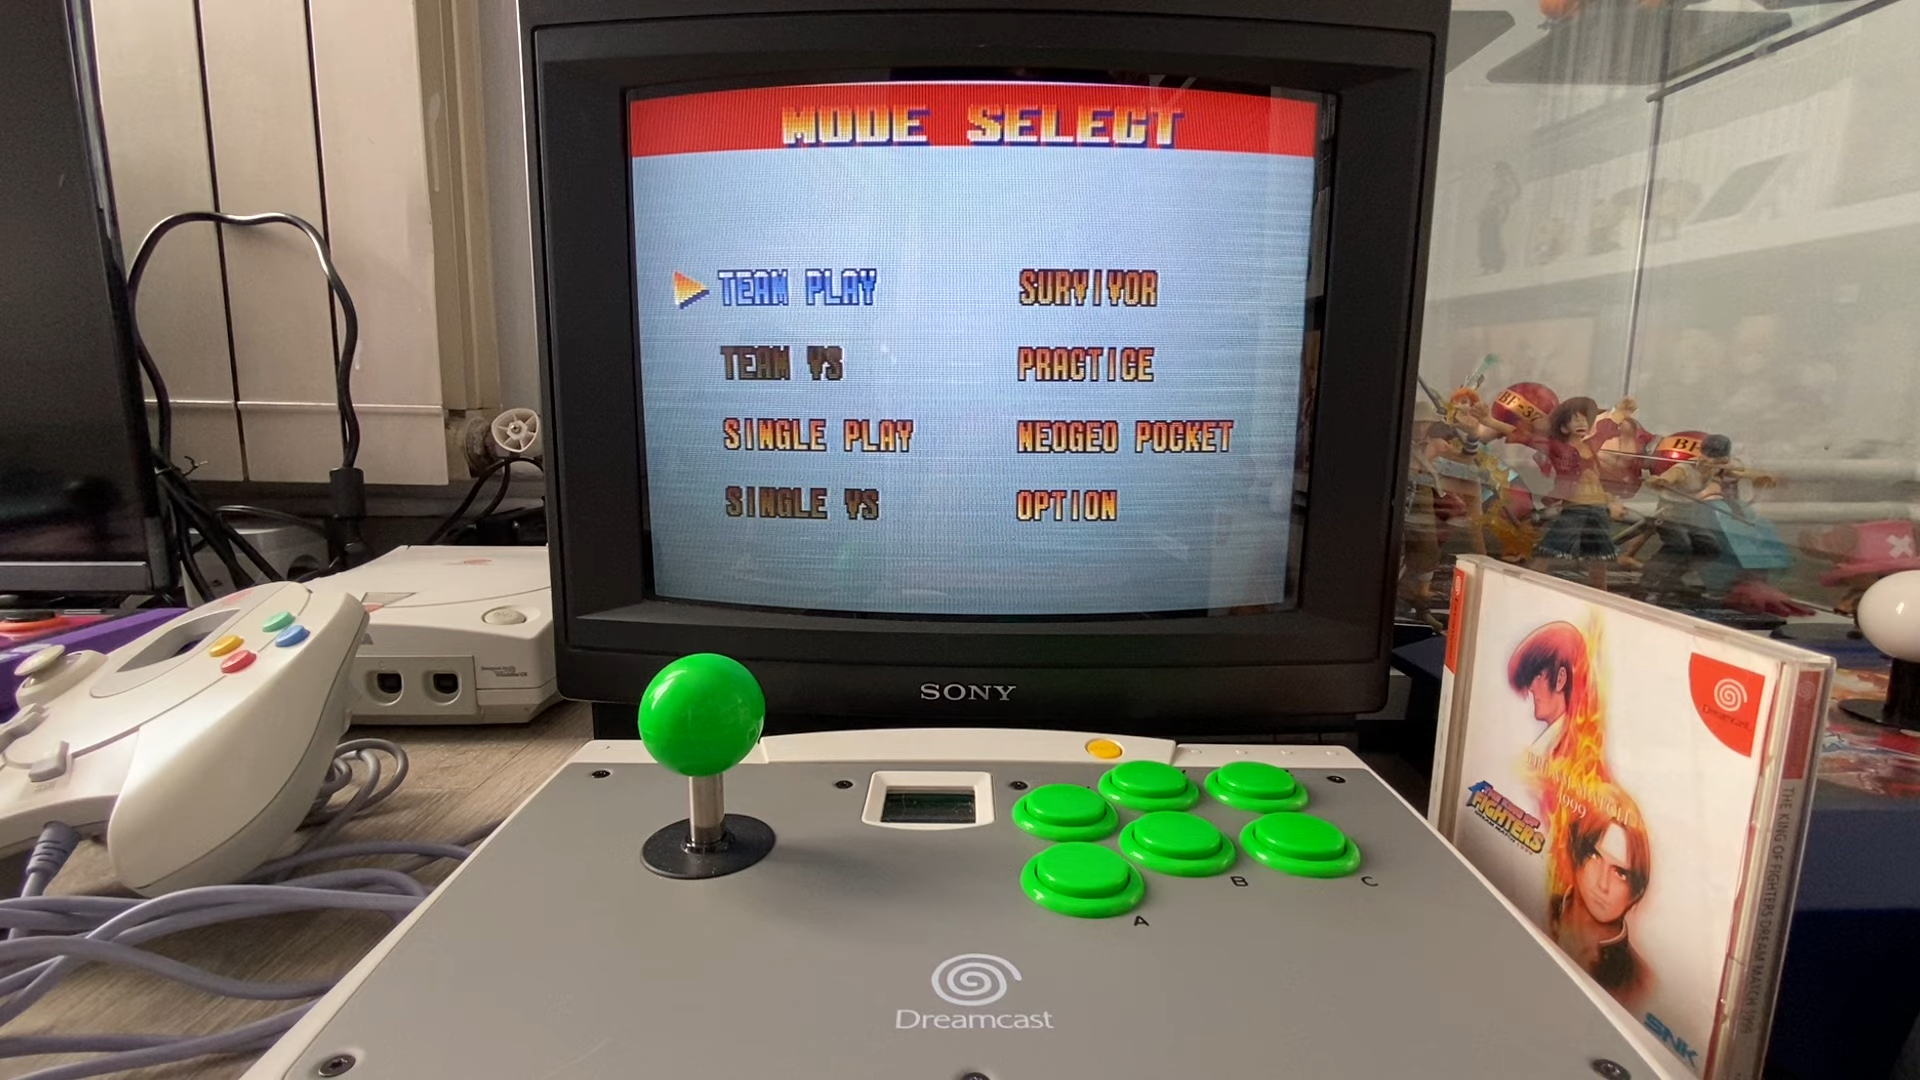 MODE SELECT
TEAM PLAY
SURVIVOR
TEAM VS
PRACTICE
SINGLE PLAY
NEOGEO POCKET
SINGLE VS
OPTION
SONY
A
B
C
Dreamcast
Dreamcast
1999
FIGHTERS
THE KING OF FIGHTERS DREAM MATCH 1999
SNK